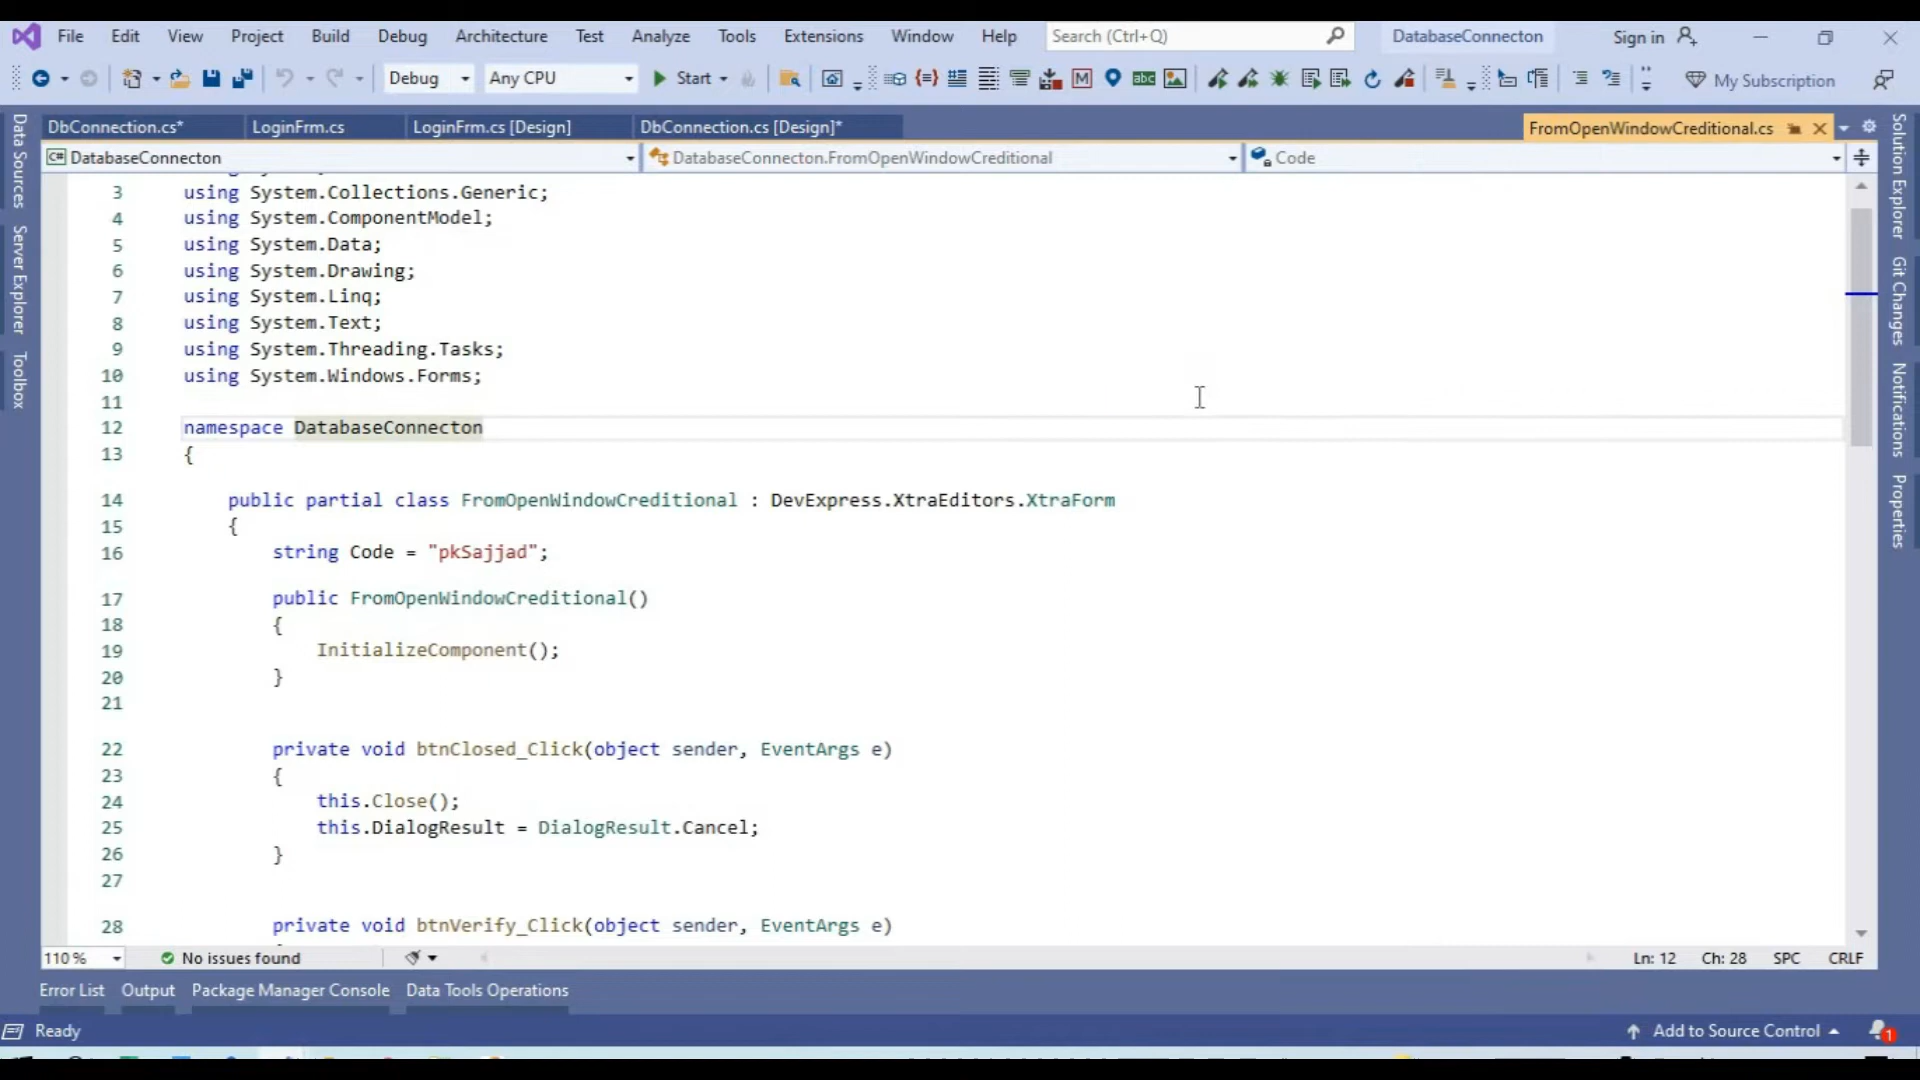 File Edit View Project Build Debug Architecture Test Analyze Tools Extensions Window Help Search (Ctrl+Q) DatabaseConnecton Sign in
Debug Any CPU Start My Subscription
DbConnection.cs* LoginFrm.cs LoginFrm.cs [Design] DbConnection.cs [Design]* FromOpenWindowCreditional.cs
C# DatabaseConnecton DatabaseConnecton.FromOpenWindowCreditional Code
Data Sources
Server Explorer
Toolbox
3 using System.Collections.Generic;
4 using System.ComponentModel;
5 using System.Data;
6 using System.Drawing;
7 using System.Linq;
8 using System.Text;
9 using System.Threading.Tasks;
10 using System.Windows.Forms;
11
12 namespace DatabaseConnecton
13 {
14 public partial class FromOpenWindowCreditional : DevExpress.XtraEditors.XtraForm
15 {
16 string Code = "pkSajjad";
17 public FromOpenWindowCreditional()
18 {
19 InitializeComponent();
20 }
21
22 private void btnClosed_Click(object sender, EventArgs e)
23 {
24 this.Close();
25 this.DialogResult = DialogResult.Cancel;
26 }
27
28 private void btnVerify_Click(object sender, EventArgs e)
Solution Explorer
Git Changes
Notifications
Properties
110 % No issues found Ln: 12 Ch: 28 SPC CRLF
Error List Output Package Manager Console Data Tools Operations
Ready Add to Source Control 1